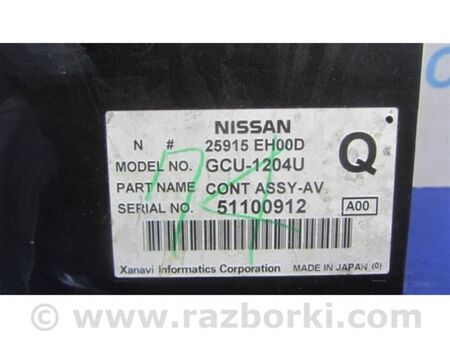 NISSAN
N # 25915 EH00D
MODEL NO. GCU-1204U
Q
PART NAME CONT ASSY-AV
SERIAL NO. 51100912 A00
74
Xanavi Informatics Corporation MADE IN JAPAN (0)
© www.razborki.com